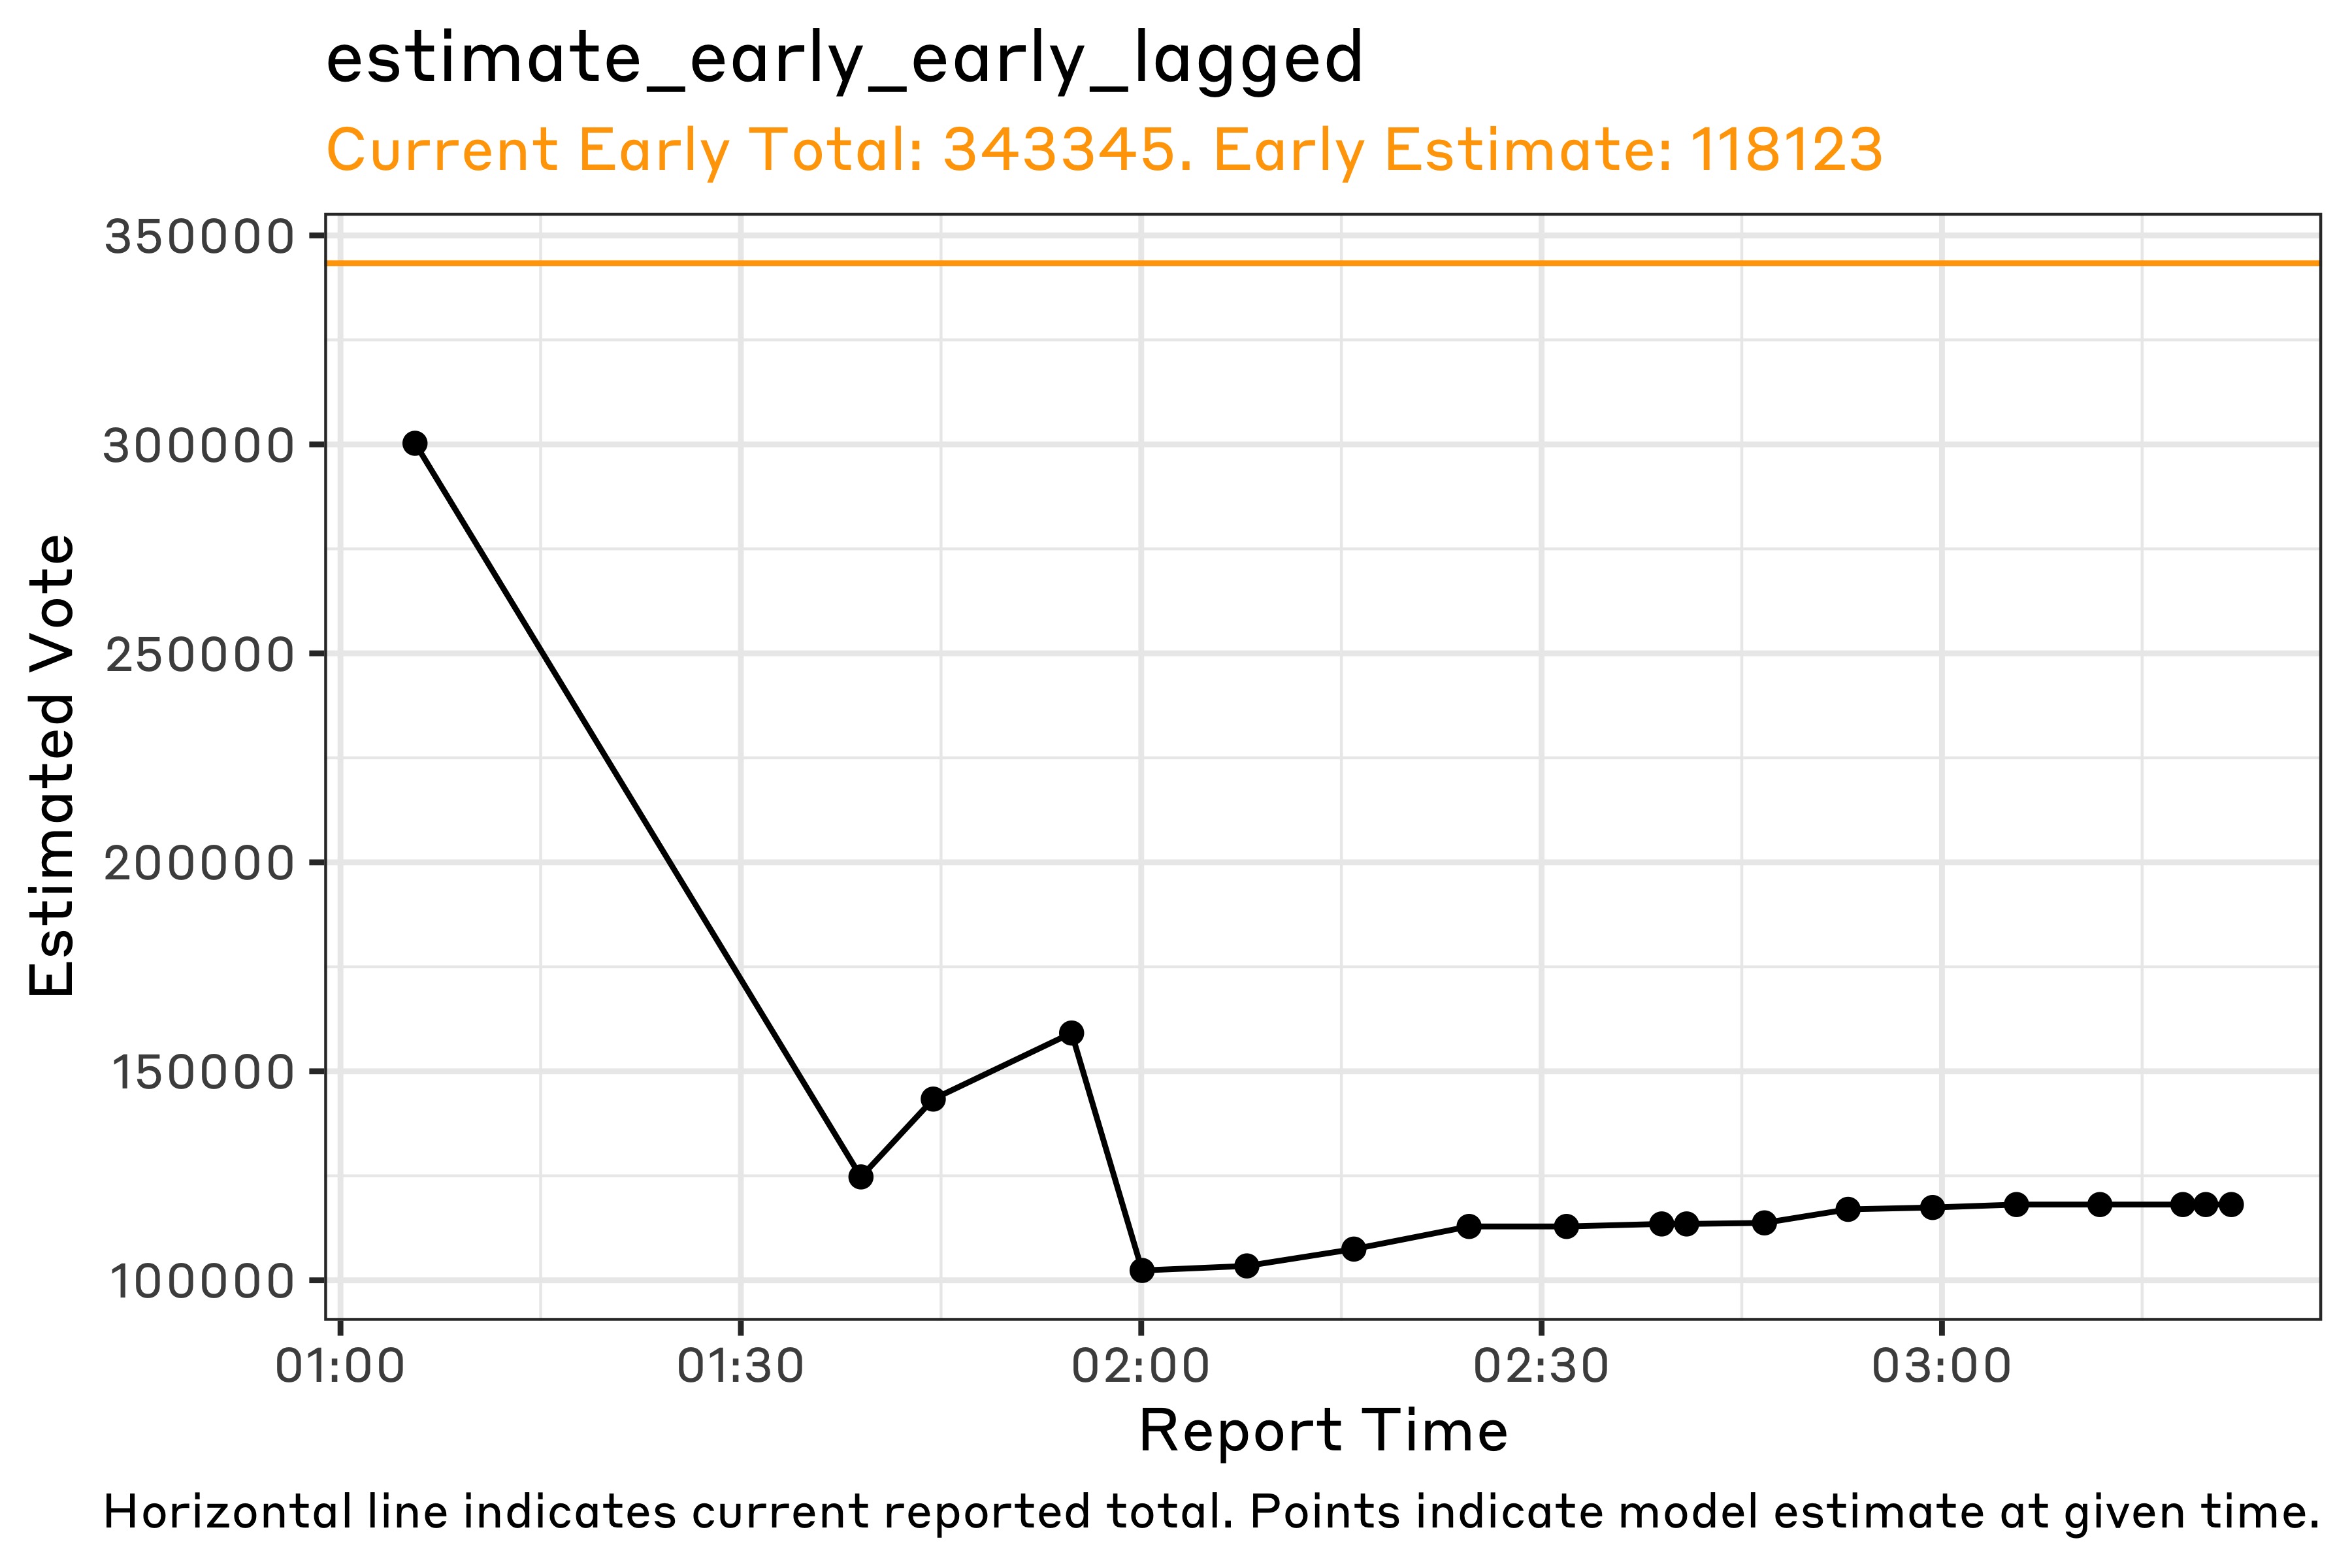 estimate_early_early_lagged
Current Early Total: 343345. Early Estimate: 118123
350000
300000
250000
200000
150000
100000
Estimated Vote
01:00 01:30 02:00 02:30 03:00
Report Time
Horizontal line indicates current reported total. Points indicate model estimate at given time.